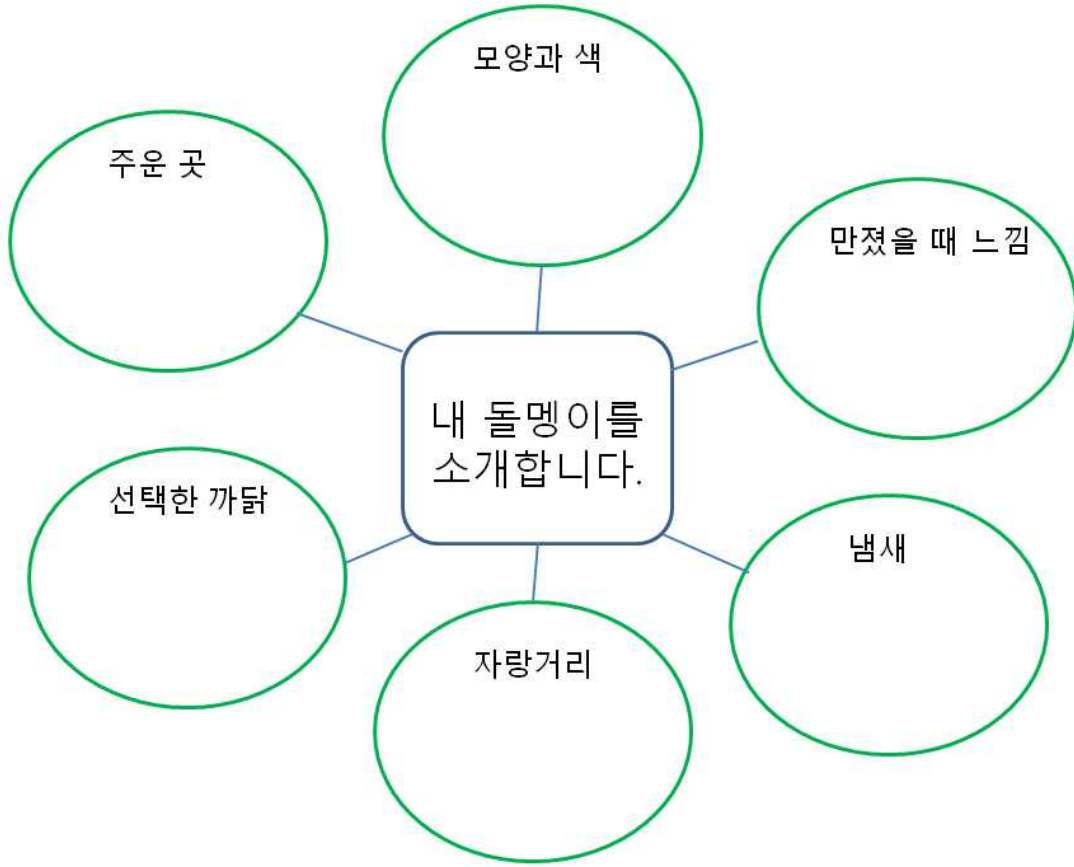 모양과 색
주운 곳
만졌을 때 느낌
내 돌멩이를
소개합니다.
선택한 까닭
냄새
자랑거리